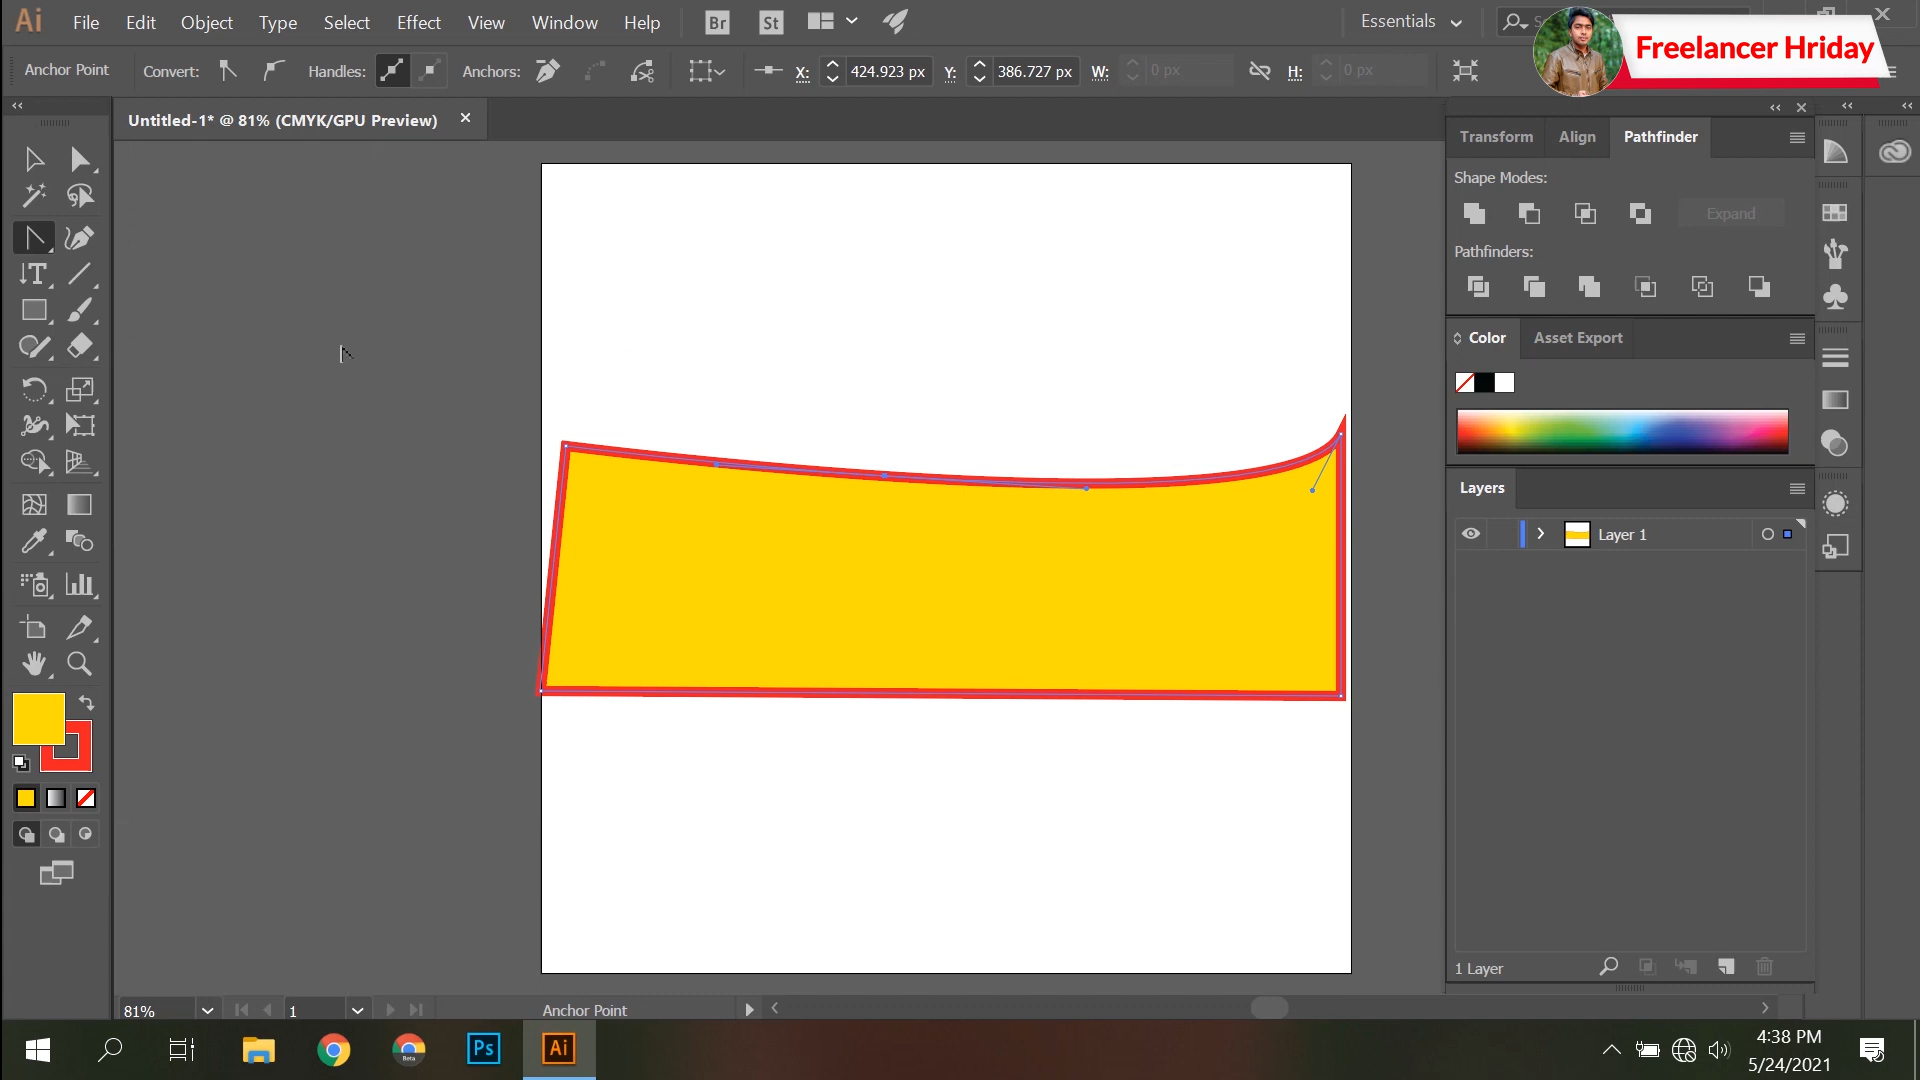 Ai File Edit Object Type Select Effect View Window Help Br St Essentials
Freelancer Hriday
Anchor Point Convert: Handles: Anchors: X: 424.923 px Y: 386.727 px W: 0 px H: 0 px
Untitled-1* @ 81% (CMYK/GPU Preview)
Transform Align Pathfinder
Shape Modes:
Expand
Pathfinders:
Color Asset Export
Layers
Layer 1
1 Layer
81% 1 Anchor Point
Beta Ps Ai
4:38 PM
5/24/2021